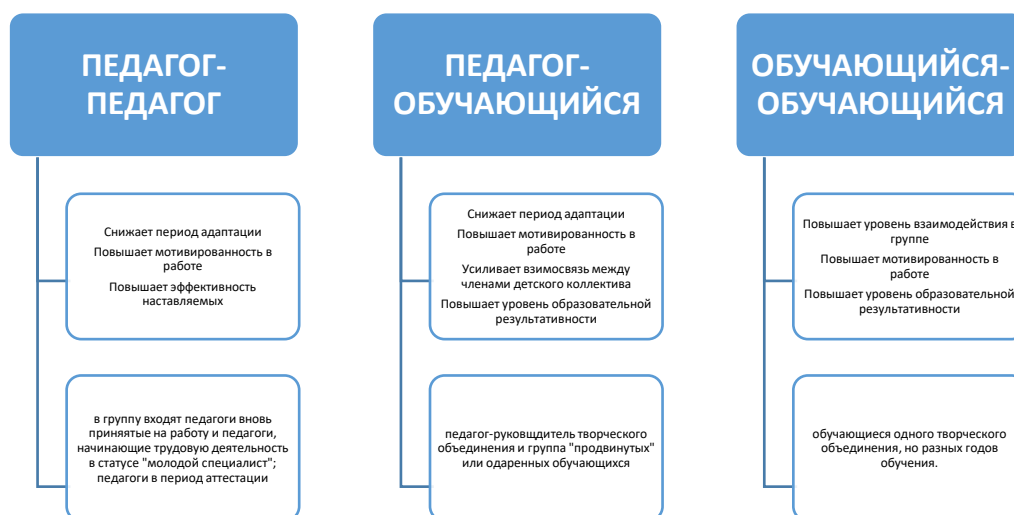 ПЕДАГОГ-
ПЕДАГОГ
Снижает период адаптации
Повышает мотивированность в
работе
Повышает эффективность
наставляемых
в группу входят педагоги вновь
принятые на работу и педагоги,
начинающие трудовую деятельность
в статусе "молодой специалист";
педагоги в период аттестации
ПЕДАГОГ-
ОБУЧАЮЩИЙСЯ
Снижает период адаптации
Повышает мотивированность в
работе
Усиливает взимосвязь между
членами детского коллектива
Повышает уровень образовательной
результативности
педагог-руковщдитель творческого
объединения и группа "продвинутых"
или одаренных обучающихся
ОБУЧАЮЩИЙСЯ-
ОБУЧАЮЩИЙСЯ
Повышает уровень взаимодействия в
группе
Повышает мотивированность в
работе
Повышает уровень образовательной
результативности
обучающиеся одного творческого
объединения, но разных годов
обучения.